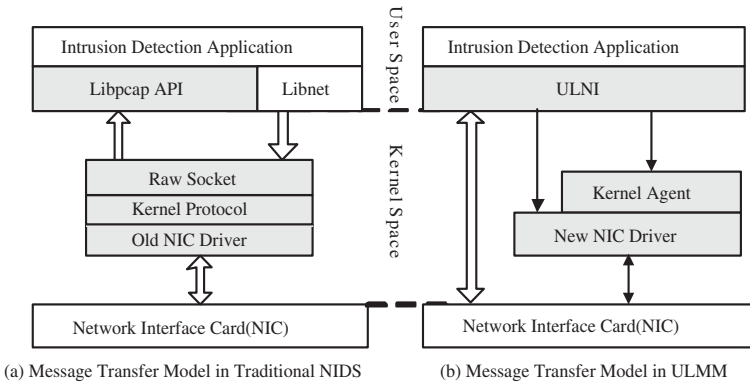 Intrusion Detection Application
Libpcap API
Libnet
Raw Socket
Kernel Protocol
Old NIC Driver
Network Interface Card(NIC)
(a) Message Transfer Model in Traditional NIDS
User Space
Kernel Space
Intrusion Detection Application
ULNI
Kernel Agent
New NIC Driver
Network Interface Card(NIC)
(b) Message Transfer Model in ULMM